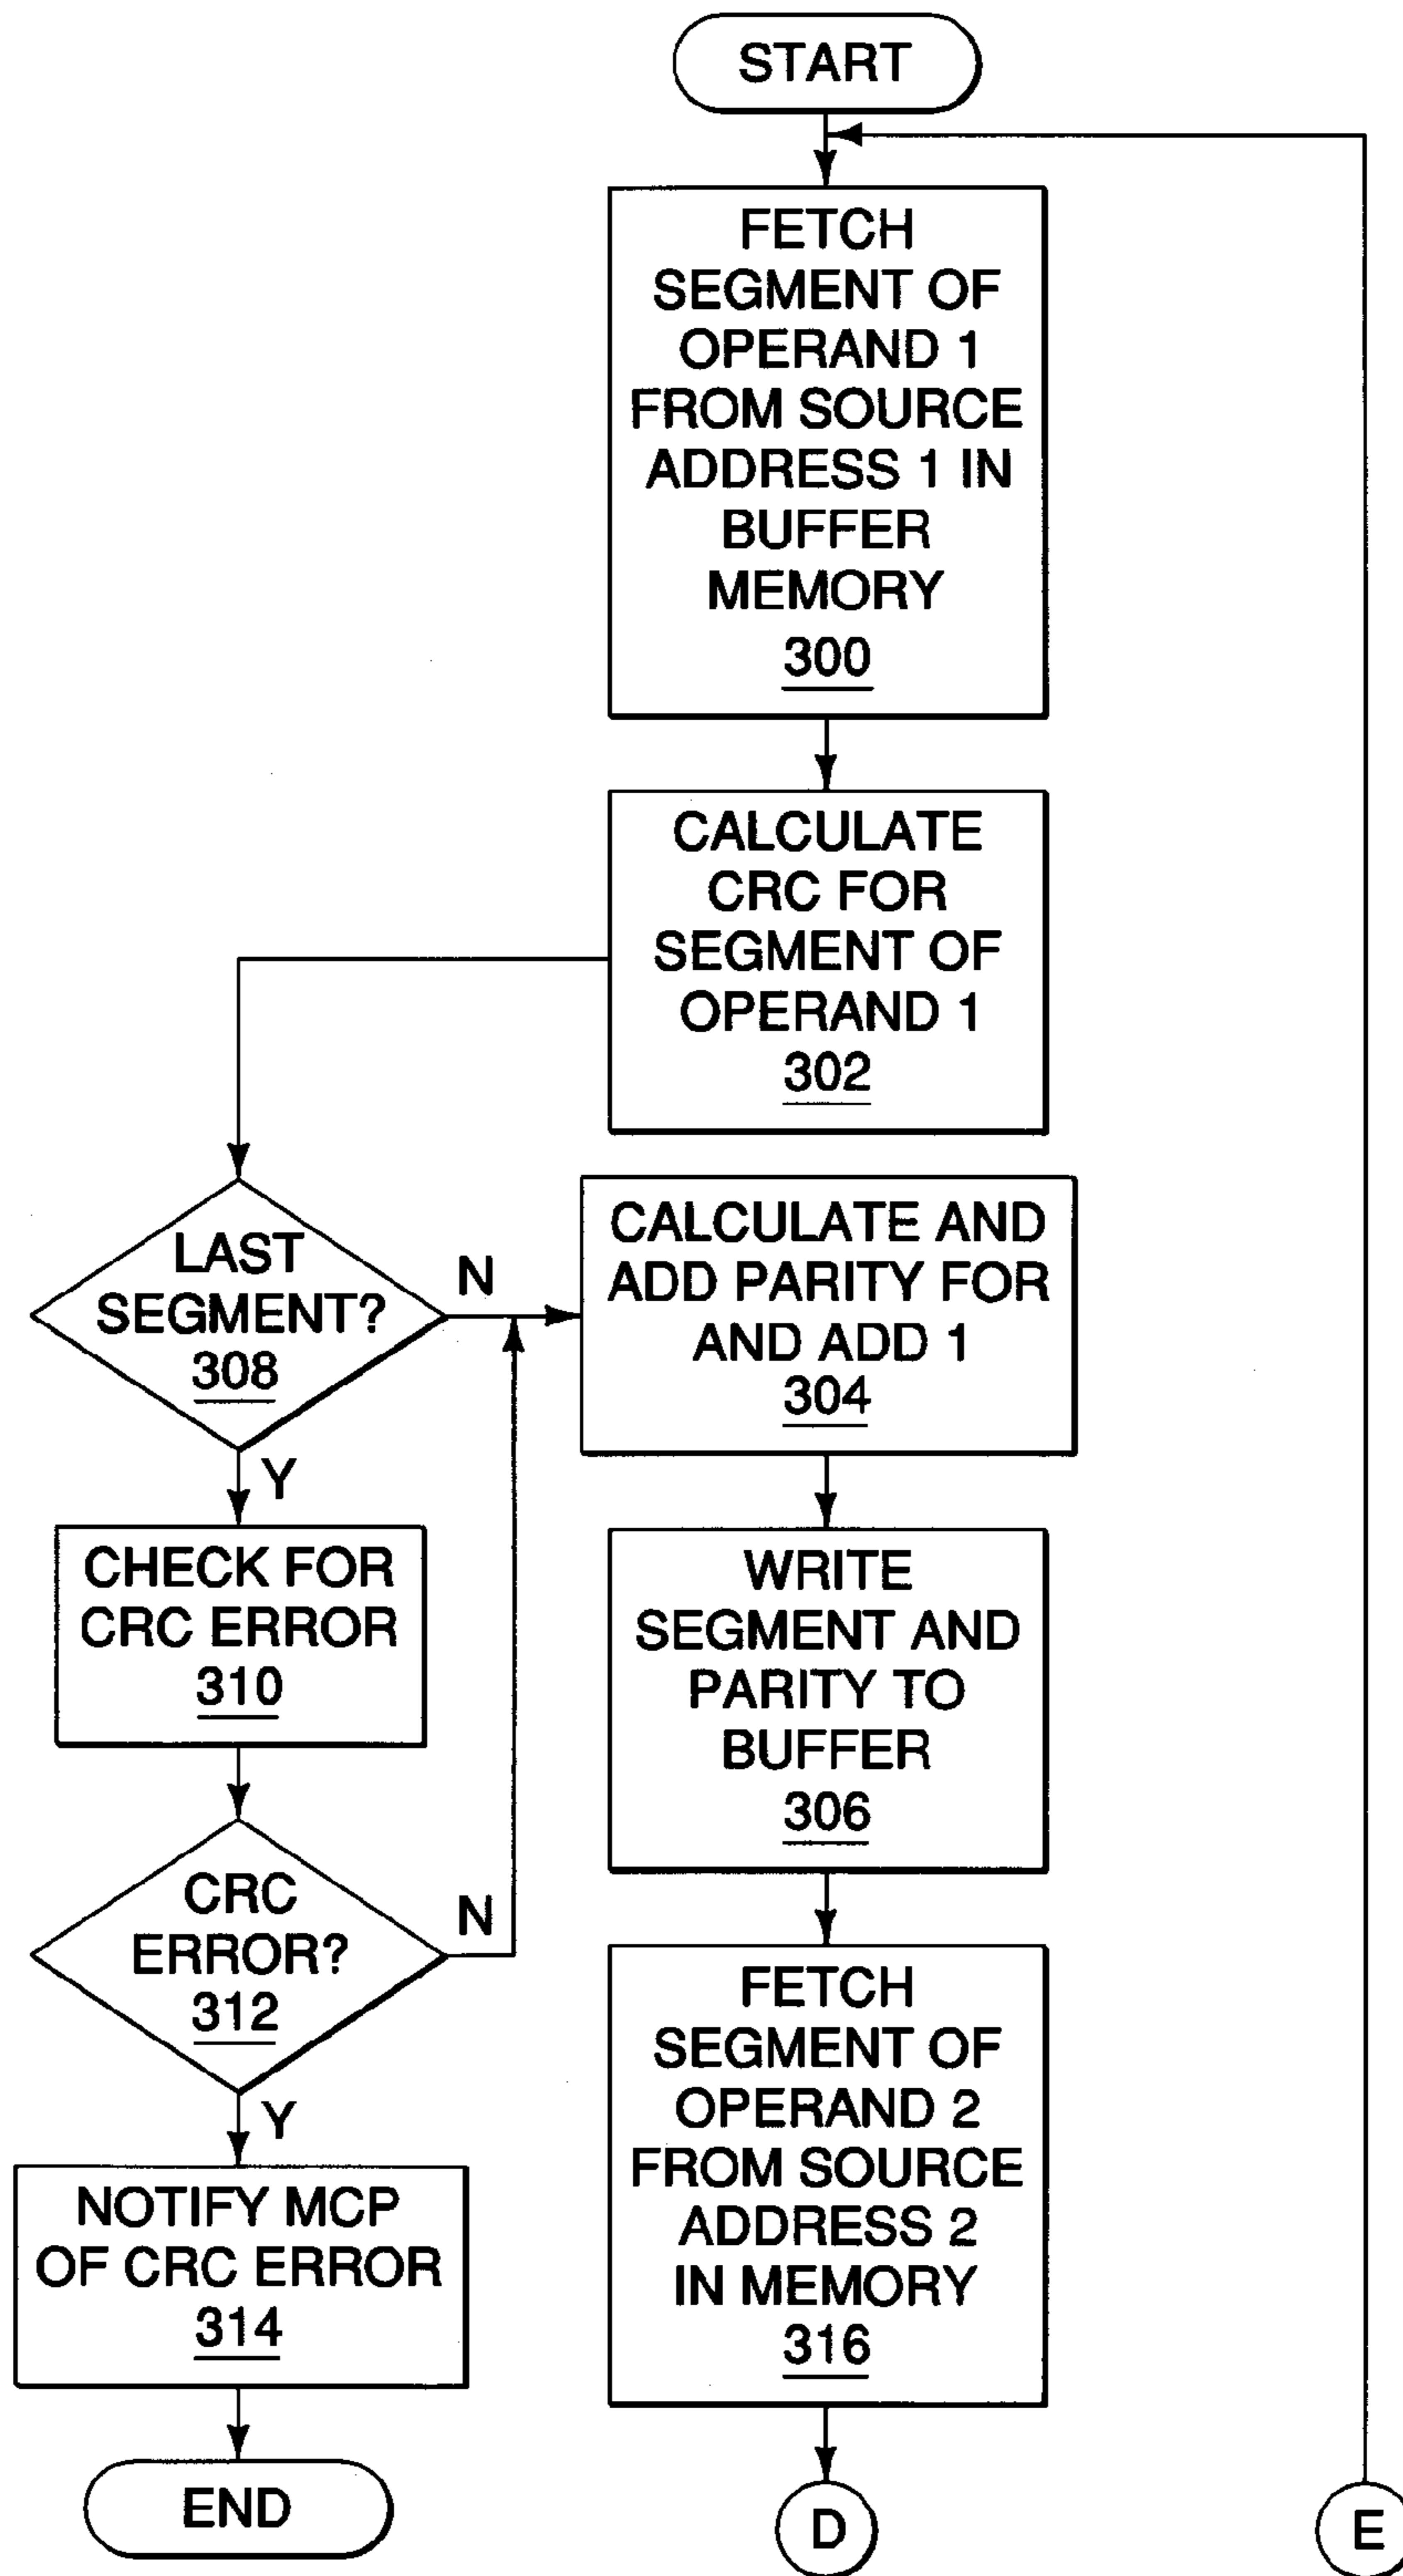 START
FETCH
SEGMENT OF
OPERAND 1
FROM SOURCE
ADDRESS 1 IN
BUFFER
MEMORY
300
CALCULATE
CRC FOR
SEGMENT OF
OPERAND 1
302
LAST
SEGMENT?
308
N
Y
CALCULATE AND
ADD PARITY FOR
AND ADD 1
304
CHECK FOR
CRC ERROR
310
WRITE
SEGMENT AND
PARITY TO
BUFFER
306
CRC
ERROR?
312
N
Y
FETCH
SEGMENT OF
OPERAND 2
FROM SOURCE
ADDRESS 2
IN MEMORY
316
NOTIFY MCP
OF CRC ERROR
314
END
D
E